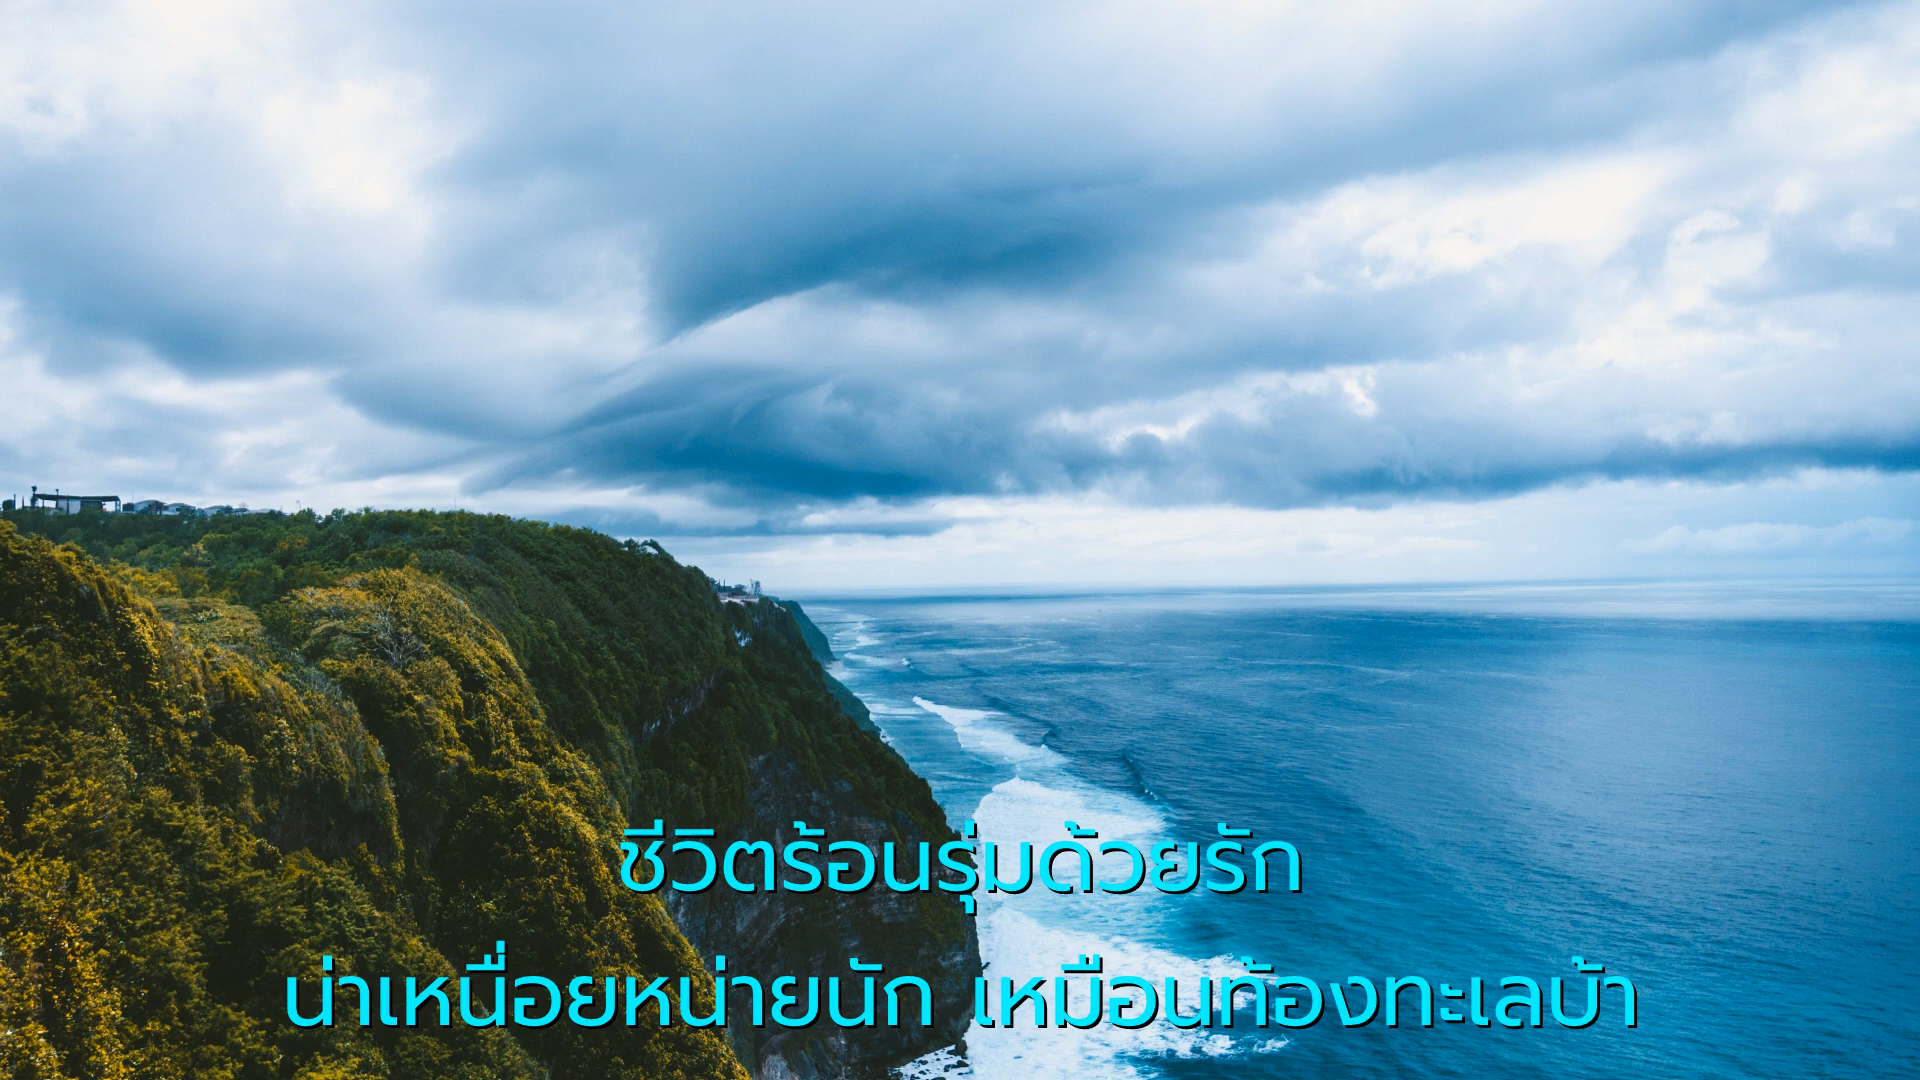 ชีวิตร้อนรุ่มด้วยรัก
น่าเหนื่อยหน่ายนัก เหมือนท้องทะเลบ้า